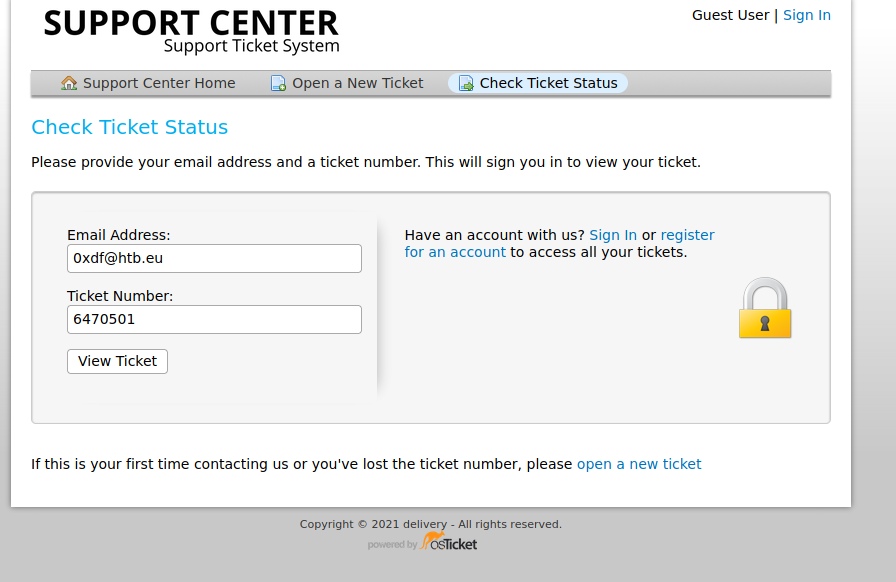 SUPPORT CENTER
Support Ticket System
Guest User | Sign In
Support Center Home
Open a New Ticket
Check Ticket Status
Check Ticket Status
Please provide your email address and a ticket number. This will sign you in to view your ticket.
Email Address:
0xdf@htb.eu
Ticket Number:
6470501
View Ticket
Have an account with us? Sign In or register
for an account to access all your tickets.
If this is your first time contacting us or you've lost the ticket number, please open a new ticket
Copyright © 2021 delivery - All rights reserved.
powered by osTicket